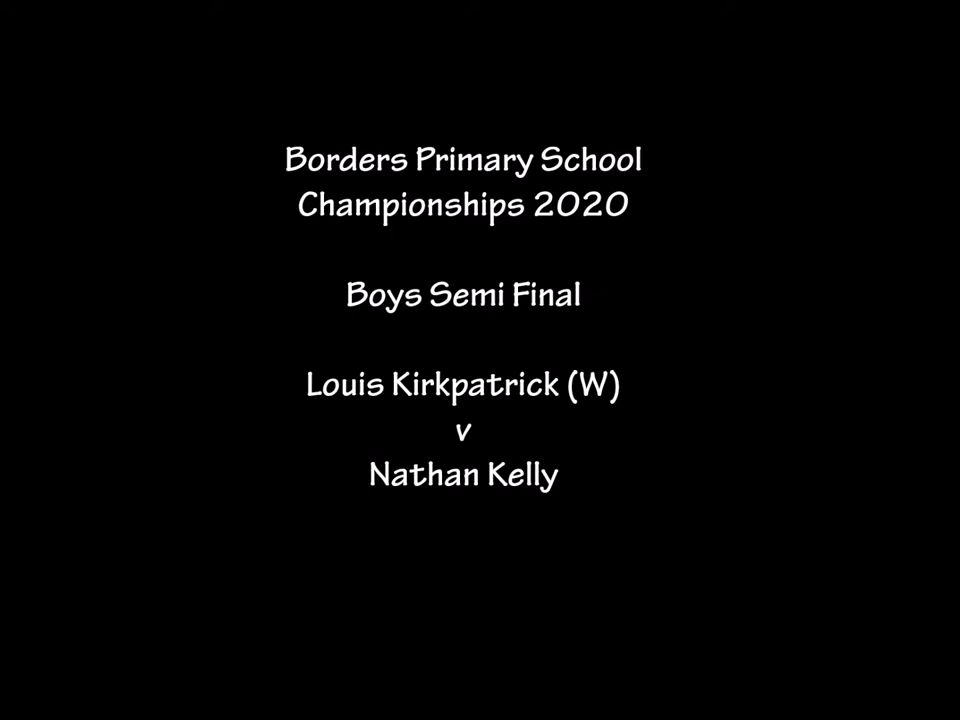 Borders Primary School
Championships 2020
Boys Semi Final
Louis Kirkpatrick (W)
v
Nathan Kelly